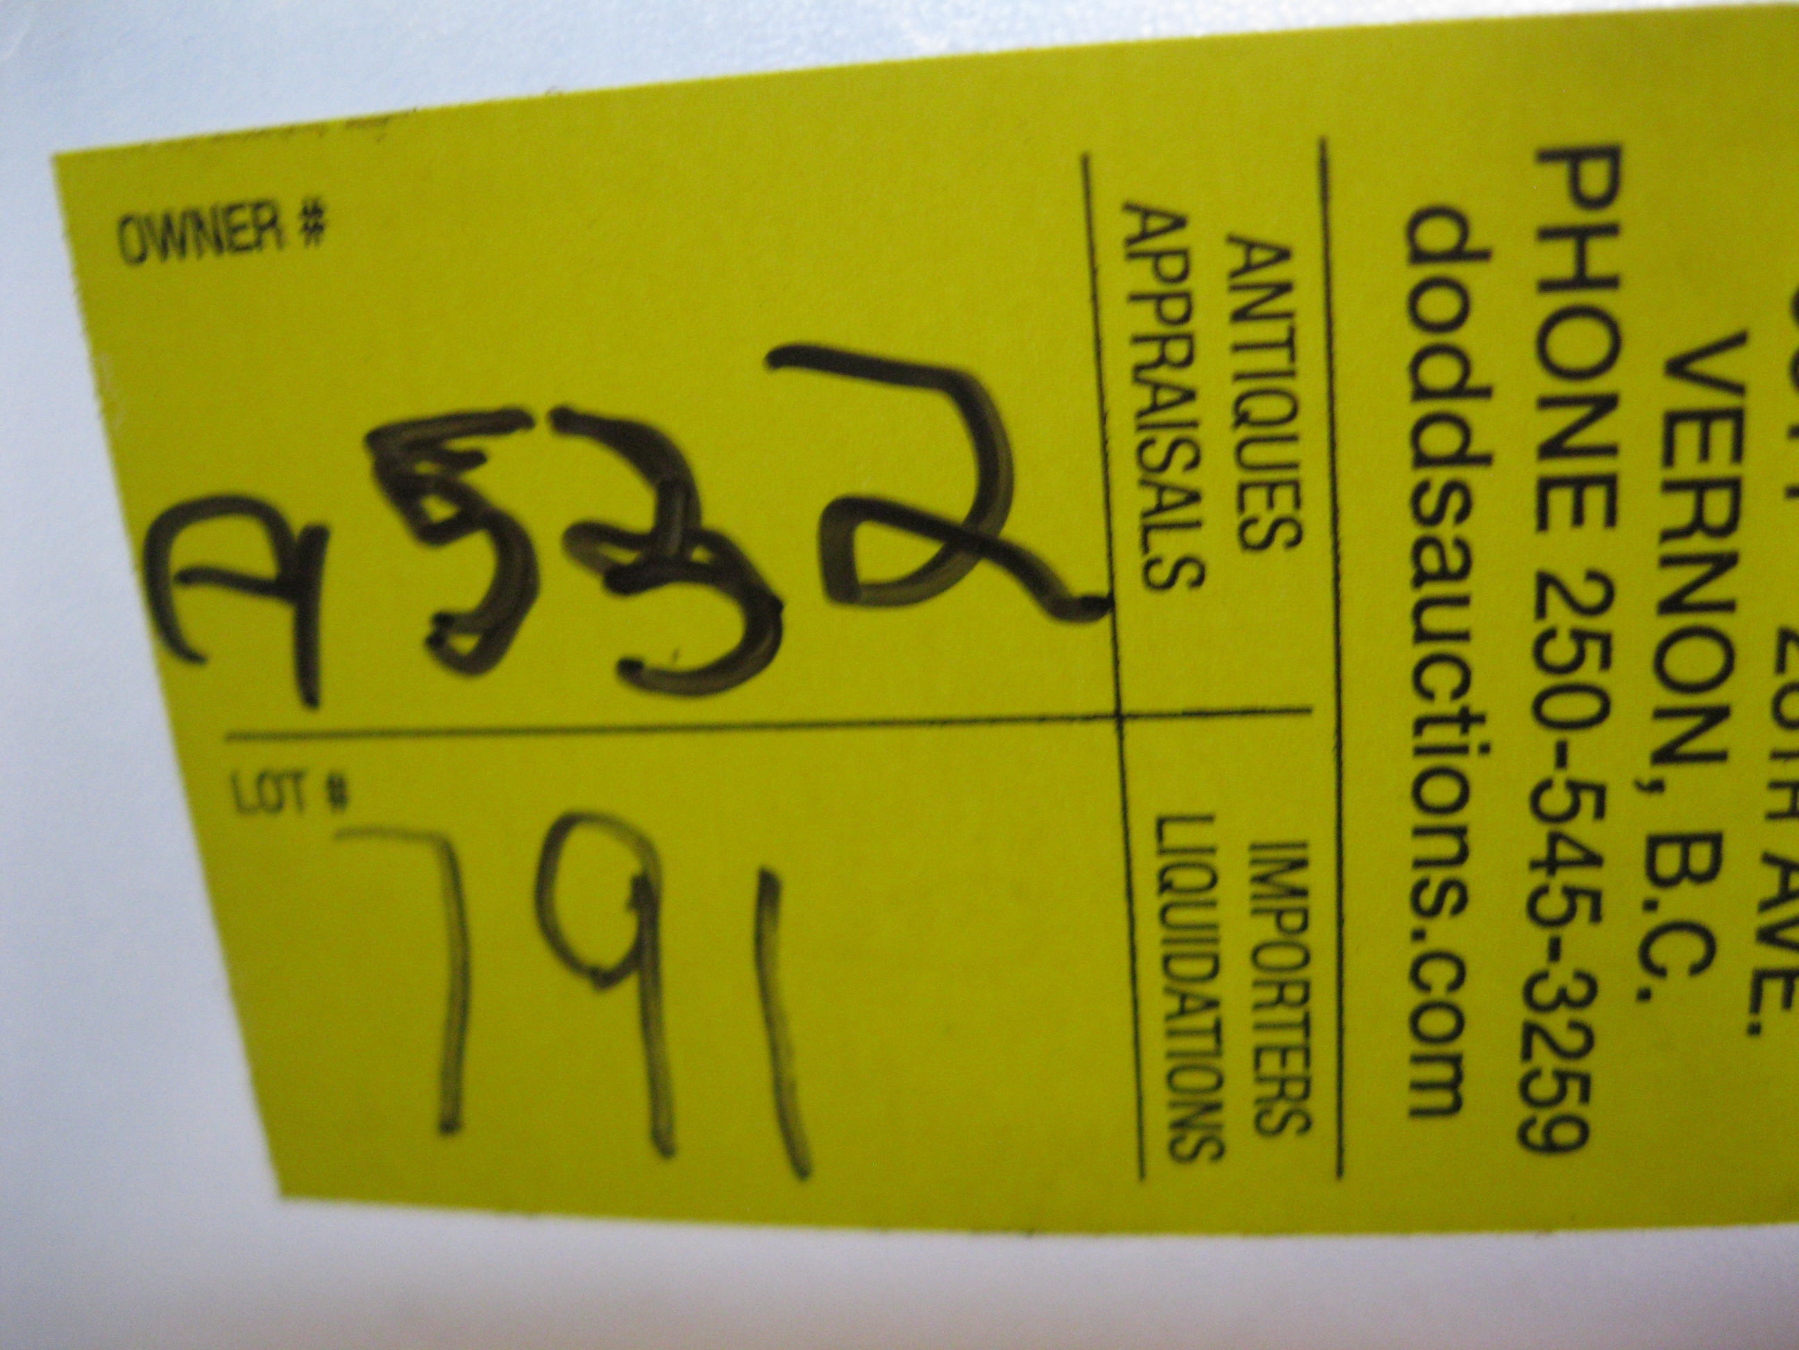 VERNON, B.C.
PHONE 250-545-3259
doddsauctions.com
ANTIQUES IMPORTERS
APPRAISALS LIQUIDATIONS
OWNER #
A532
LOT #
791